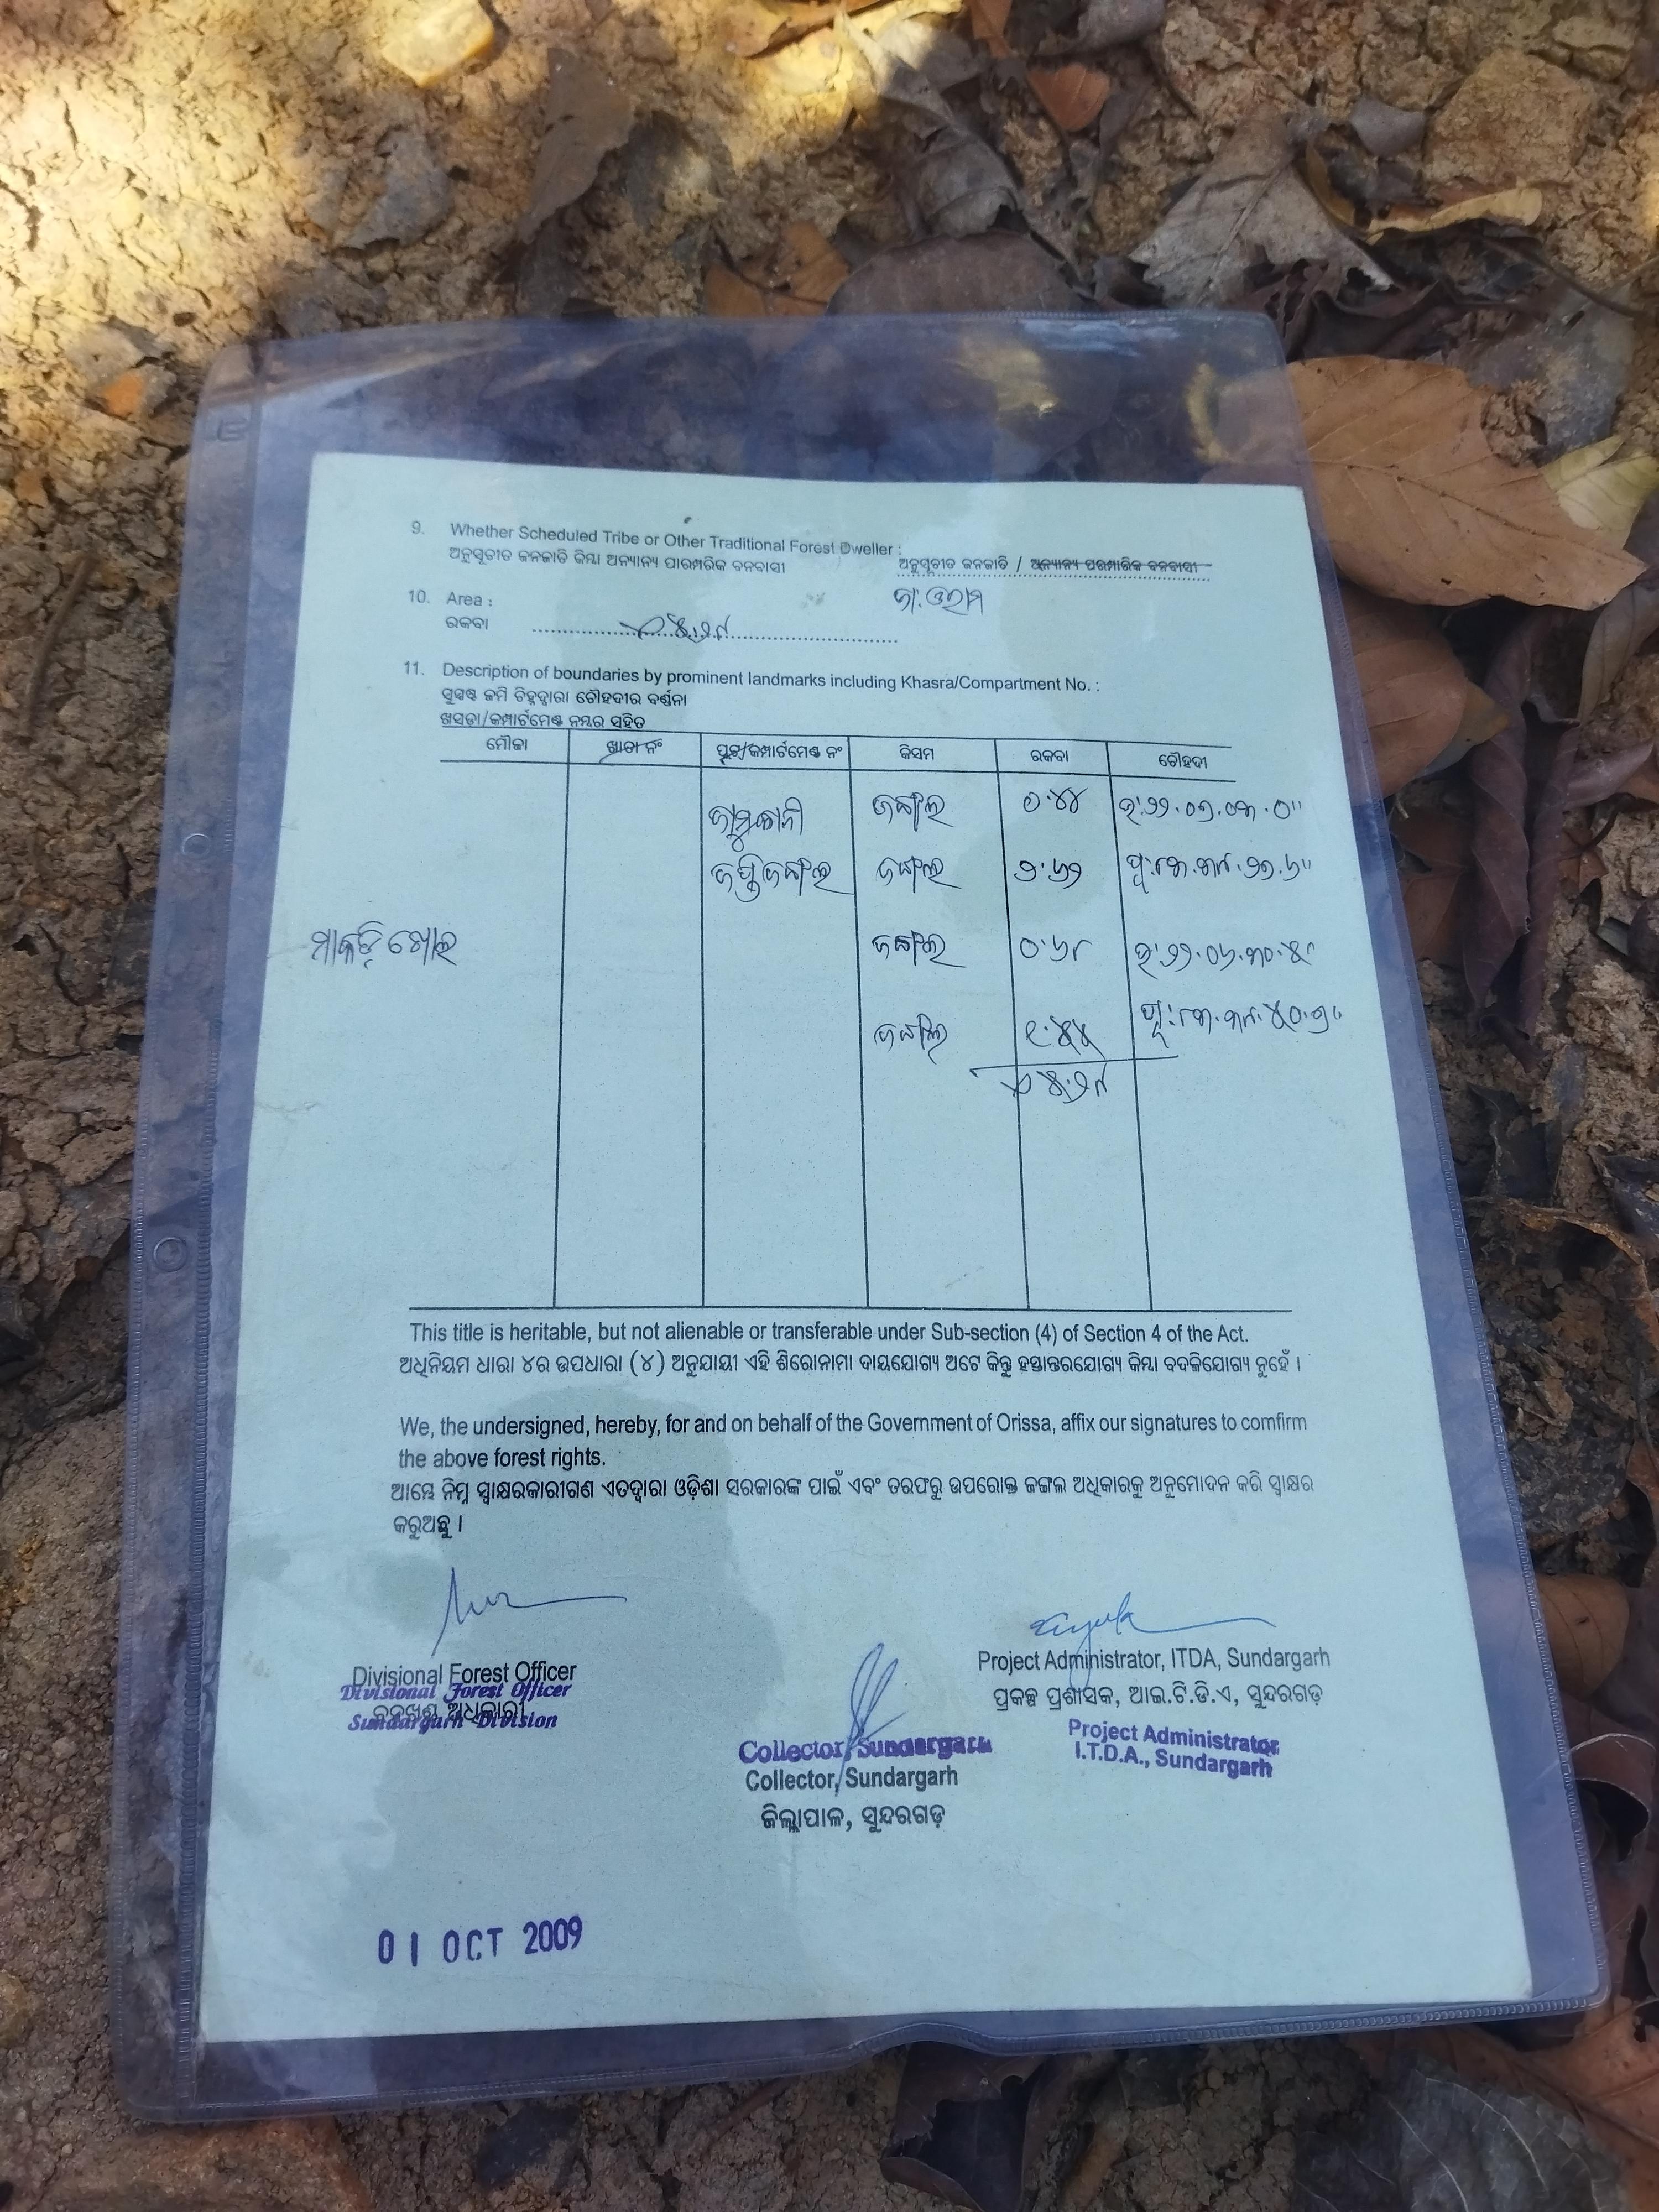 9. Whether Scheduled Tribe or Other Traditional Forest Dweller :
ଅନୁସୂଚୀତ ଜନଜାତି କିମ୍ବା ଅନ୍ୟାନ୍ୟ ପାରମ୍ପରିକ ବନବାସୀ
ଅନୁସୂଚୀତ ଜନଜାତି / ଅନ୍ୟାନ୍ୟ ପାରମ୍ପାରିକ ବନବାସୀ
ଜା:ଓରାମ
10. Area :
ରକବା
11. Description of boundaries by prominent landmarks including Khasra/Compartment No. :
ସୁସ୍ପଷ୍ଟ ଜମି ଚିହ୍ନଦ୍ବାରା ଚୌହଦୀର ବର୍ଣ୍ଣନା
ଖସଡ଼ା/କମ୍ପାର୍ଟମେଣ୍ଟ ନମ୍ବର ସହିତ
ମୌଜା ଖାତା ନଂ ପ୍ଲଟ୍/କମ୍ପାର୍ଟମେଣ୍ଟ ନଂ କିସମ ରକବା ଚୌହଦୀ
ଜଙ୍ଗଲ ୦.୪୪
ଜଙ୍ଗଲ ୨.୬୨
ଜଙ୍ଗଲ
ଜଙ୍ଗଲ
This title is heritable, but not alienable or transferable under Sub-section (4) of Section 4 of the Act.
ଅଧିନିୟମ ଧାରା ୪ର ଉପଧାରା (୪) ଅନୁଯାୟୀ ଏହି ଶିରୋନାମା ଦାୟଯୋଗ୍ୟ ଅଟେ କିନ୍ତୁ ହସ୍ତାନ୍ତରଯୋଗ୍ୟ କିମ୍ବା ବଦଳିଯୋଗ୍ୟ ନୁହେଁ ।
We, the undersigned, hereby, for and on behalf of the Government of Orissa, affix our signatures to comfirm
the above forest rights.
ଆମ୍ଭେ ନିମ୍ନ ସ୍ୱାକ୍ଷରକାରୀଗଣ ଏତଦ୍ଵାରା ଓଡ଼ିଶା ସରକାରଙ୍କ ପାଇଁ ଏବଂ ତରଫରୁ ଉପରୋକ୍ତ ଜଙ୍ଗଲ ଅଧିକାରକୁ ଅନୁମୋଦନ କରି ସ୍ୱାକ୍ଷର
କରୁଅଛୁ ।
Divisional Forest Officer
Divisional Forest Officer
ବନଖଣ୍ଡ ଅଧିକାରୀ
Sundargarh Division
Project Administrator, ITDA, Sundargarh
ପ୍ରକଳ୍ପ ପ୍ରଶାସକ, ଆଇ.ଟି.ଡି.ଏ, ସୁନ୍ଦରଗଡ଼
Project Administrator
I.T.D.A., Sundargarh
Collector, Sundargarh
Collector, Sundargarh
ଜିଲ୍ଲାପାଳ, ସୁନ୍ଦରଗଡ଼
01 OCT 2009